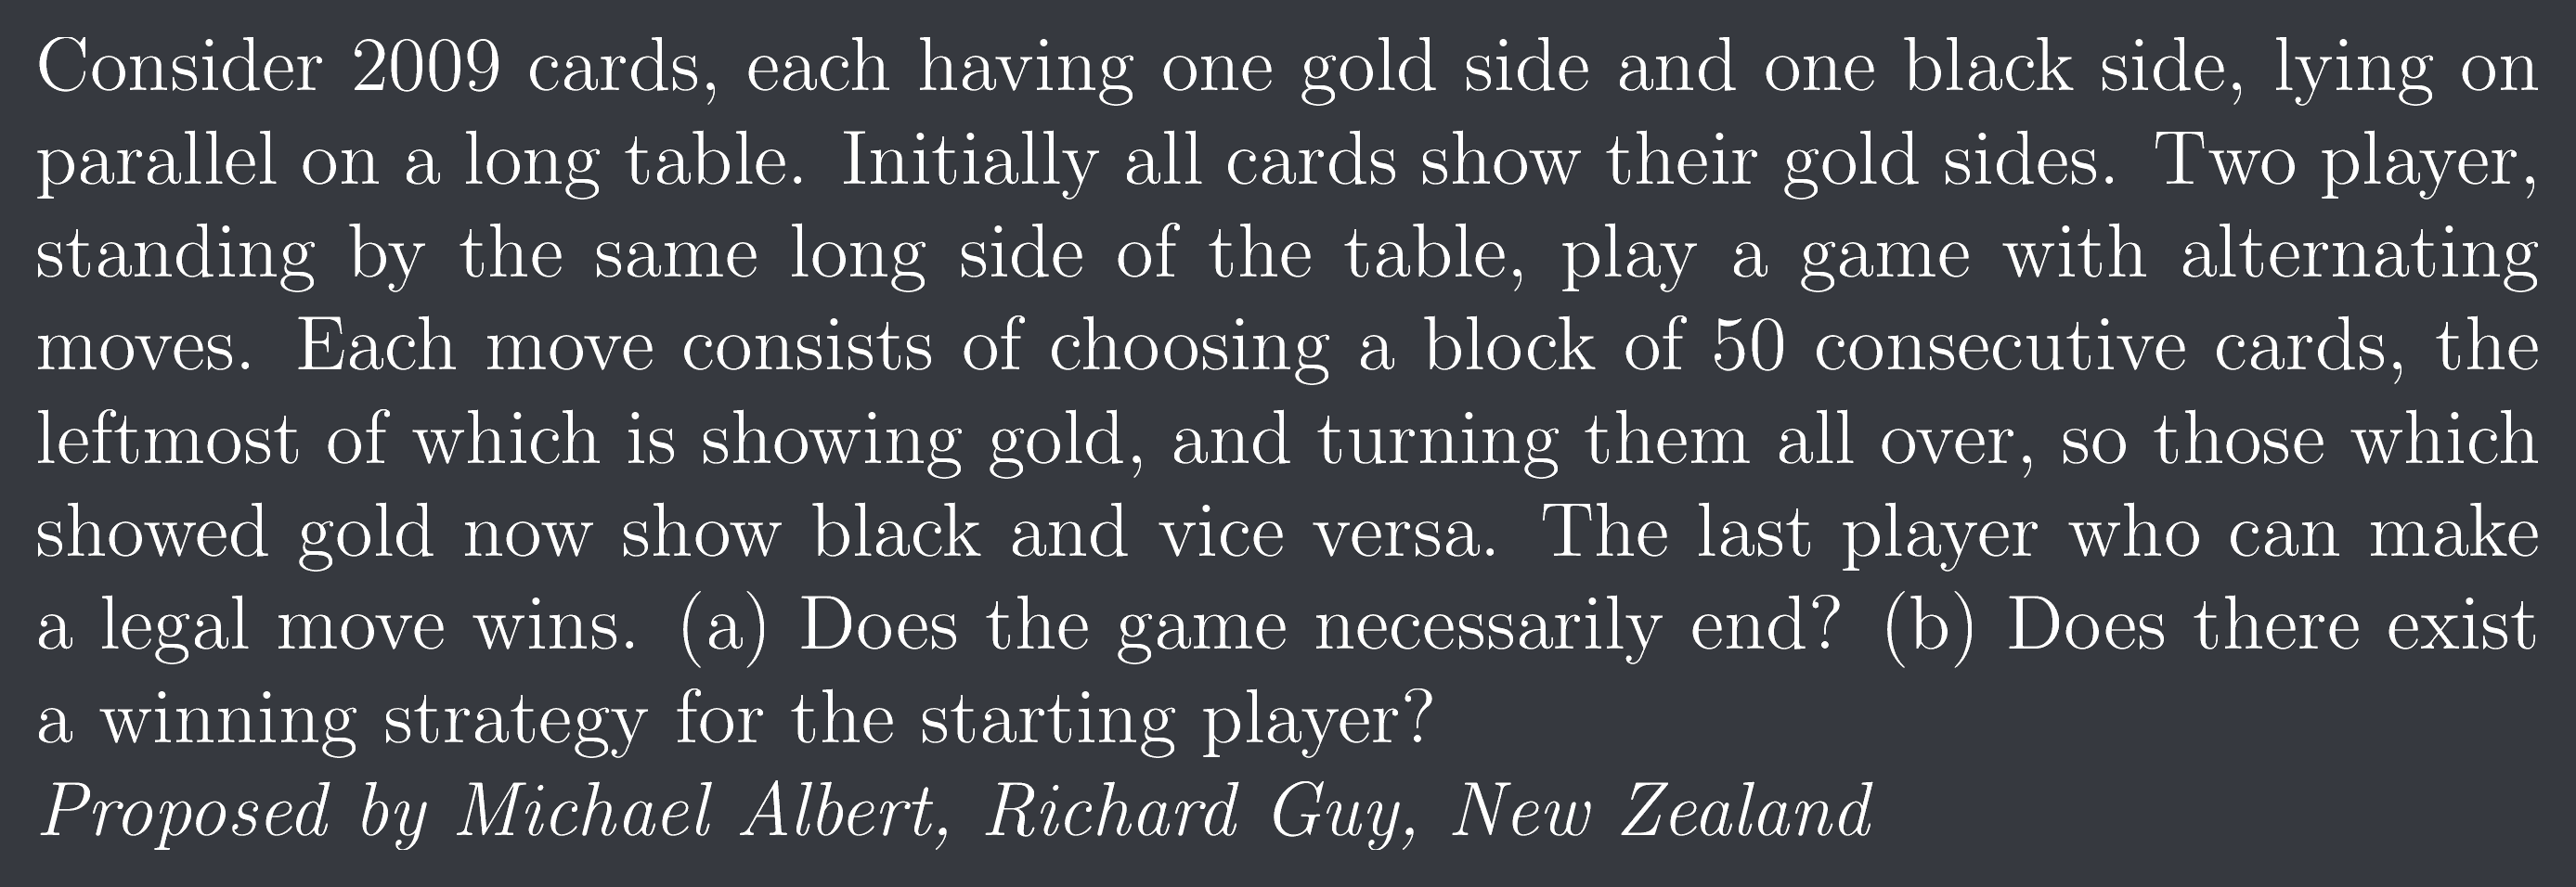 Consider 2009 cards, each having one gold side and one black side, lying on
parallel on a long table. Initially all cards show their gold sides. Two player,
standing by the same long side of the table, play a game with alternating
moves. Each move consists of choosing a block of 50 consecutive cards, the
leftmost of which is showing gold, and turning them all over, so those which
showed gold now show black and vice versa. The last player who can make
a legal move wins. (a) Does the game necessarily end? (b) Does there exist
a winning strategy for the starting player?
Proposed by Michael Albert, Richard Guy, New Zealand